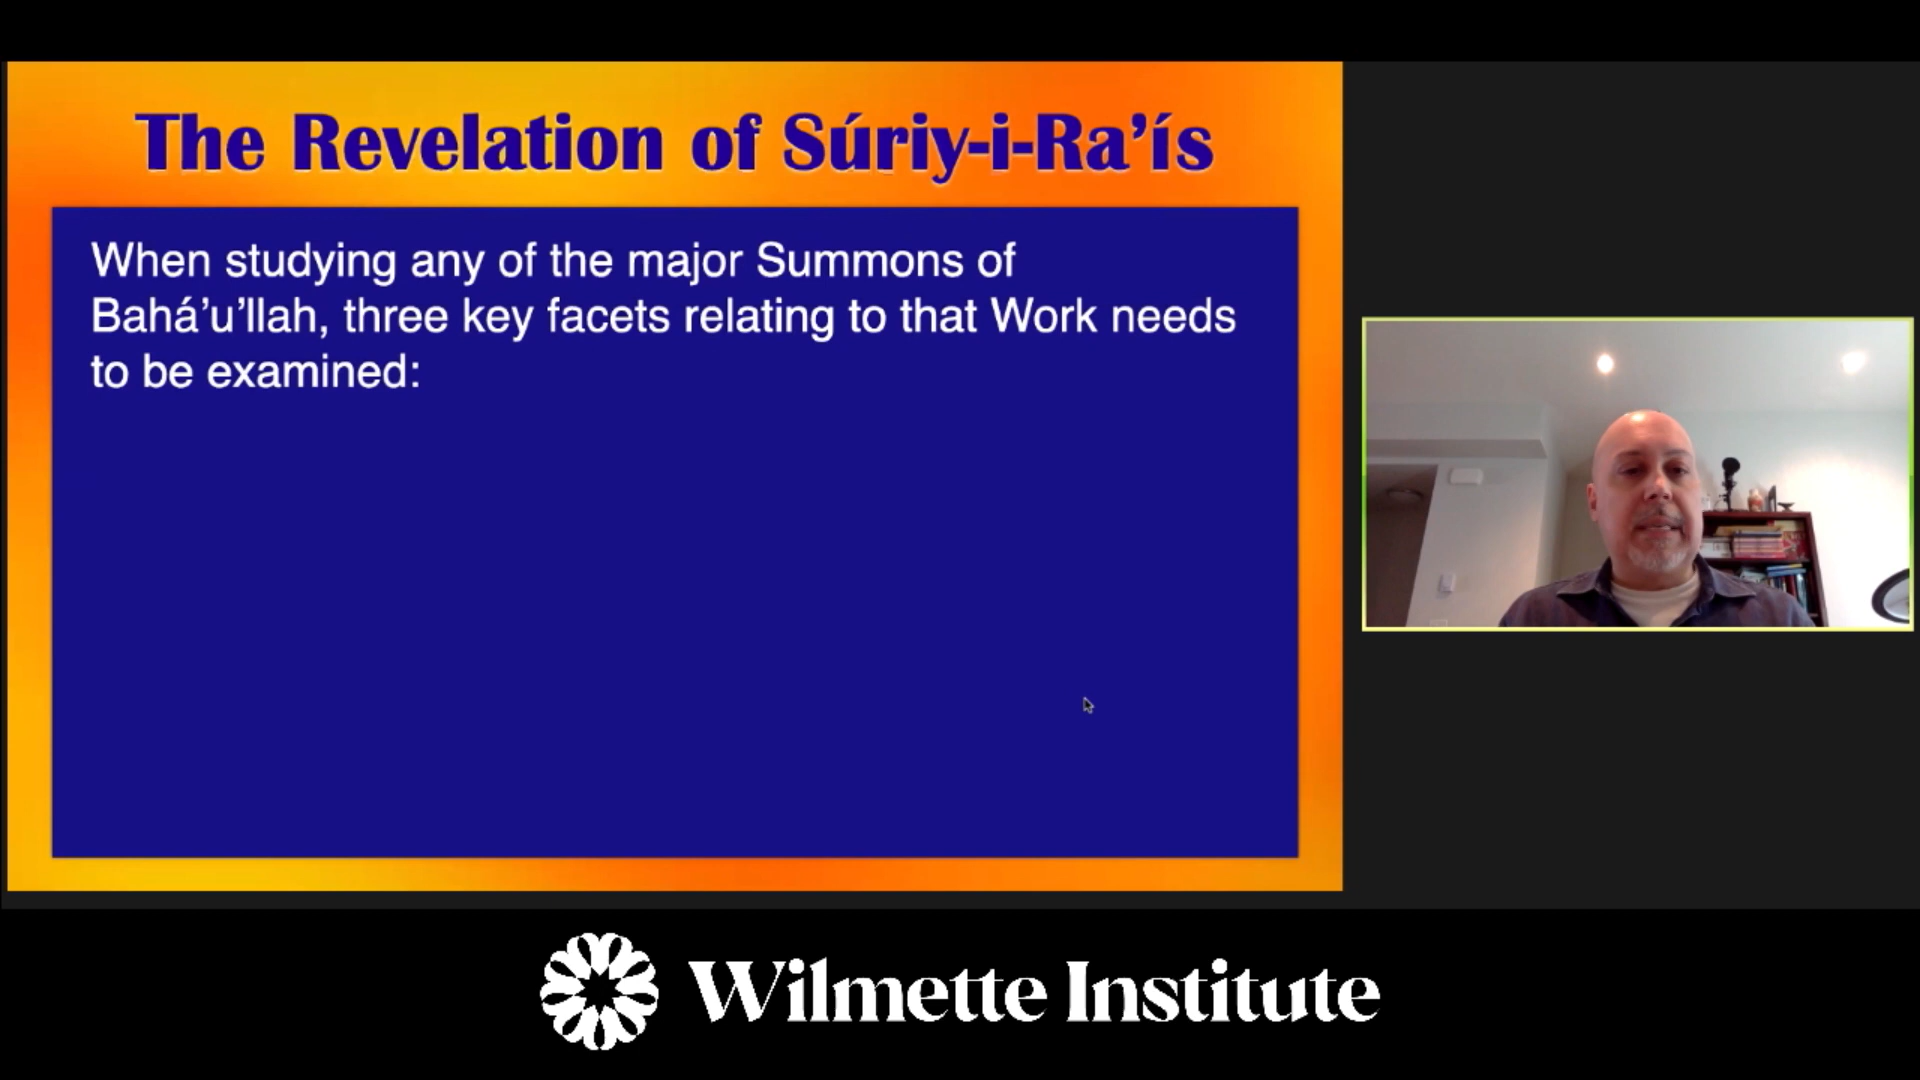 The Revelation of Súriy-i-Ra’ís
When studying any of the major Summons of
Bahá’u’llah, three key facets relating to that Work needs
to be examined:
Wilmette Institute